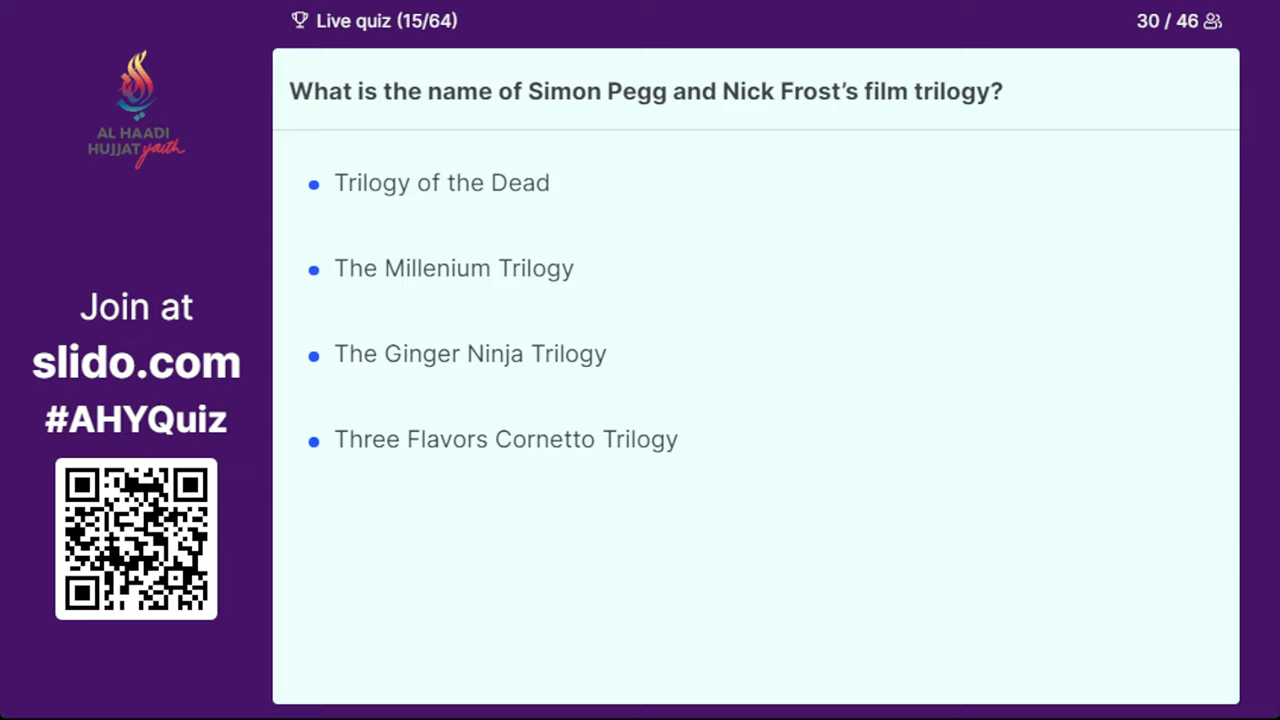 Live quiz (15/64)
30 / 46
AL HAADI
HUJJAT youth
What is the name of Simon Pegg and Nick Frost’s film trilogy?
Trilogy of the Dead
The Millenium Trilogy
The Ginger Ninja Trilogy
Three Flavors Cornetto Trilogy
Join at
slido.com
#AHYQuiz